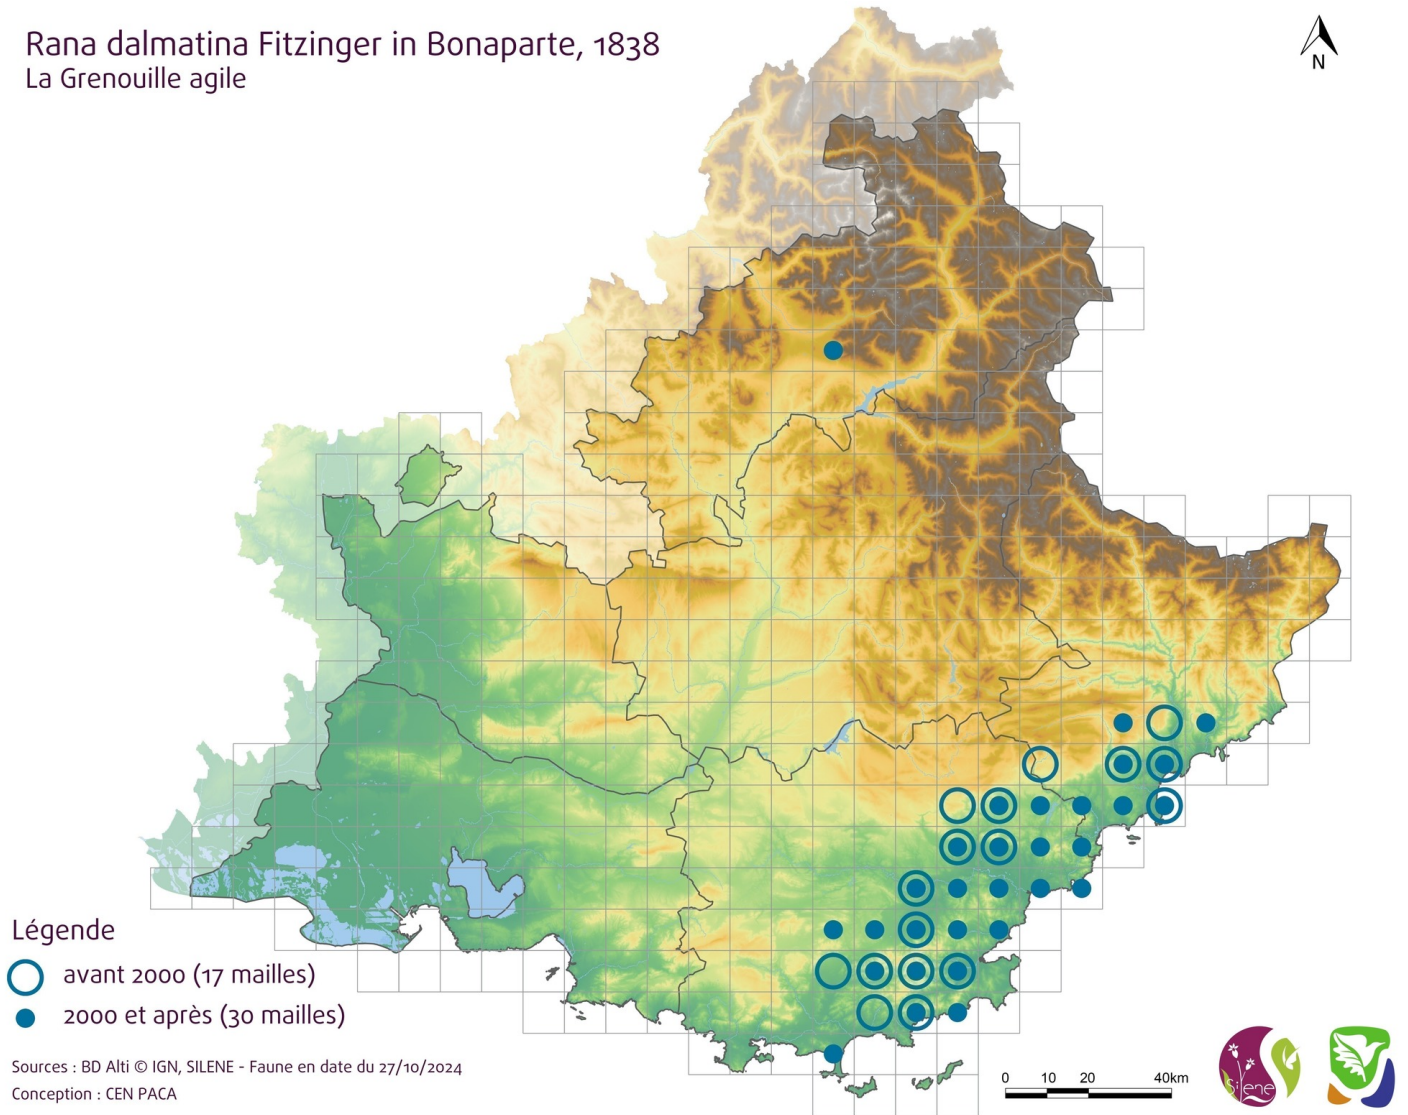 Rana dalmatina Fitzinger in Bonaparte, 1838
La Grenouille agile
N
Légende
avant 2000 (17 mailles)
2000 et après (30 mailles)
Sources : BD Alti © IGN, SILENE - Faune en date du 27/10/2024
Conception : CEN PACA
0 10 20 40km
Silene